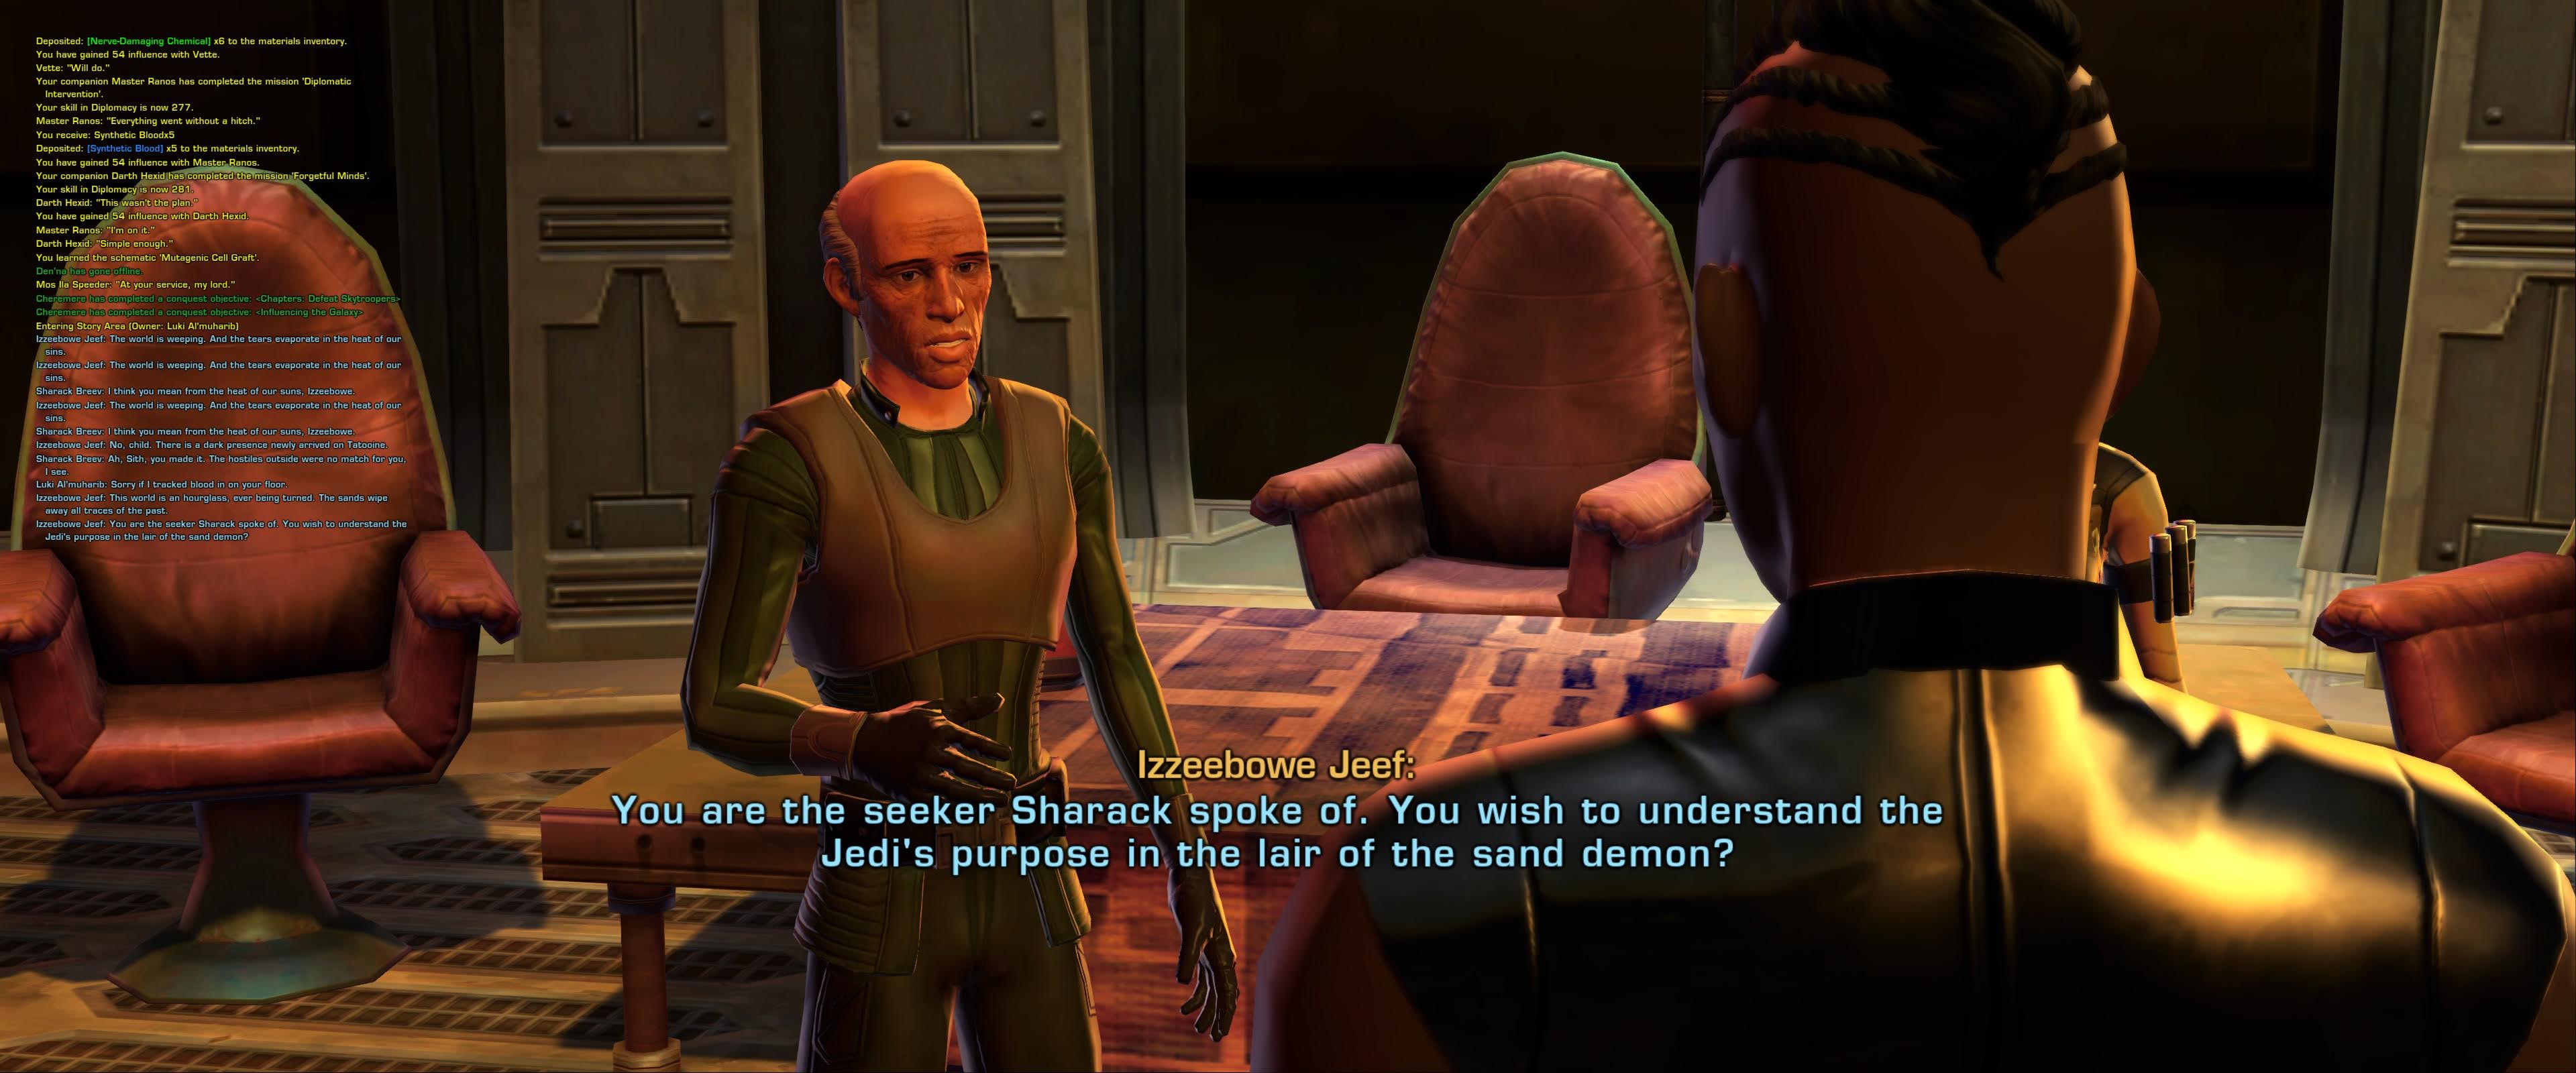 Deposited: [Nerve-Damaging Chemical] x6 to the materials inventory.
You have gained 54 influence with Vette.
Vette: "Will do."
Your companion Master Ranos has completed the mission 'Diplomatic
Intervention'.
Your skill in Diplomacy is now 277.
Master Ranos: "Everything went without a hitch."
You receive: Synthetic Bloodx5
Deposited: [Synthetic Blood] x5 to the materials inventory.
You have gained 54 influence with Master Ranos.
Your companion Darth Hexid has completed the mission 'Forgetful Minds'.
Your skill in Diplomacy is now 281.
Darth Hexid: "This wasn't the plan."
You have gained 54 influence with Darth Hexid.
Master Ranos: "I'm on it."
Darth Hexid: "Simple enough."
You learned the schematic 'Mutagenic Cell Graft'.
Den'na has gone offline.
Mos Ila Speeder: "At your service, my lord."
Cheremere has completed a conquest objective: <Chapters: Defeat Skytroopers>
Cheremere has completed a conquest objective: <Influencing the Galaxy>
Entering Story Area (Owner: Luki Al'muharib)
Izzeebowe Jeef: The world is weeping. And the tears evaporate in the heat of our
sins.
Izzeebowe Jeef: The world is weeping. And the tears evaporate in the heat of our
sins.
Sharack Breev: I think you mean from the heat of our suns, Izzeebowe.
Izzeebowe Jeef: The world is weeping. And the tears evaporate in the heat of our
sins.
Sharack Breev: I think you mean from the heat of our suns, Izzeebowe.
Izzeebowe Jeef: No, child. There is a dark presence newly arrived on Tatooine.
Sharack Breev: Ah, Sith, you made it. The hostiles outside were no match for you,
I see.
Luki Al'muharib: Sorry if I tracked blood in on your floor.
Izzeebowe Jeef: This world is an hourglass, ever being turned. The sands wipe
away all traces of the past.
Izzeebowe Jeef: You are the seeker Sharack spoke of. You wish to understand the
Jedi's purpose in the lair of the sand demon?
Izzeebowe Jeef:
You are the seeker Sharack spoke of. You wish to understand the
Jedi's purpose in the lair of the sand demon?